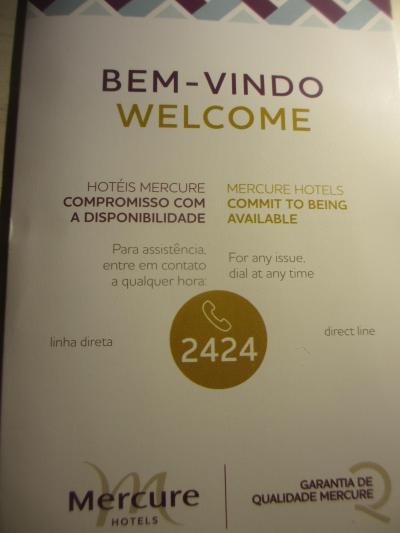 BEM-VINDO
WELCOME
HOTÉIS MERCURE
COMPROMISSO COM
A DISPONIBILIDADE
MERCURE HOTELS
COMMIT TO BEING
AVAILABLE
Para assistência,
entre em contato
a qualquer hora:
For any issue,
dial at any time
linha direta
2424
direct line
Mercure
HOTELS
GARANTIA DE
QUALIDADE MERCURE